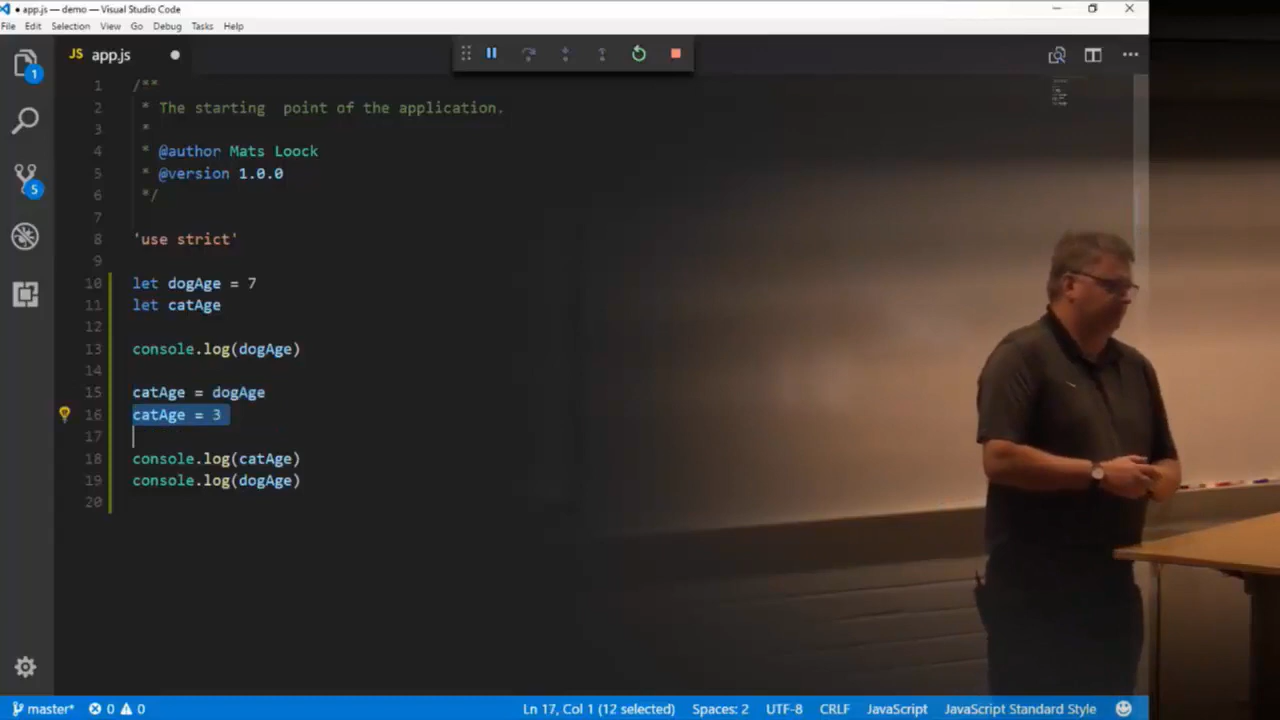 ● app.js — demo — Visual Studio Code
File Edit Selection View Go Debug Tasks Help
JS app.js ●
1
5
1 /**
2 * The starting  point of the application.
3 *
4 * @author Mats Loock
5 * @version 1.0.0
6 */
7
8 'use strict'
9
10 let dogAge = 7
11 let catAge
12
13 console.log(dogAge)
14
15 catAge = dogAge
16 catAge = 3
17
18 console.log(catAge)
19 console.log(dogAge)
20
master* 0 0 Ln 17, Col 1 (12 selected) Spaces: 2 UTF-8 CRLF JavaScript JavaScript Standard Style